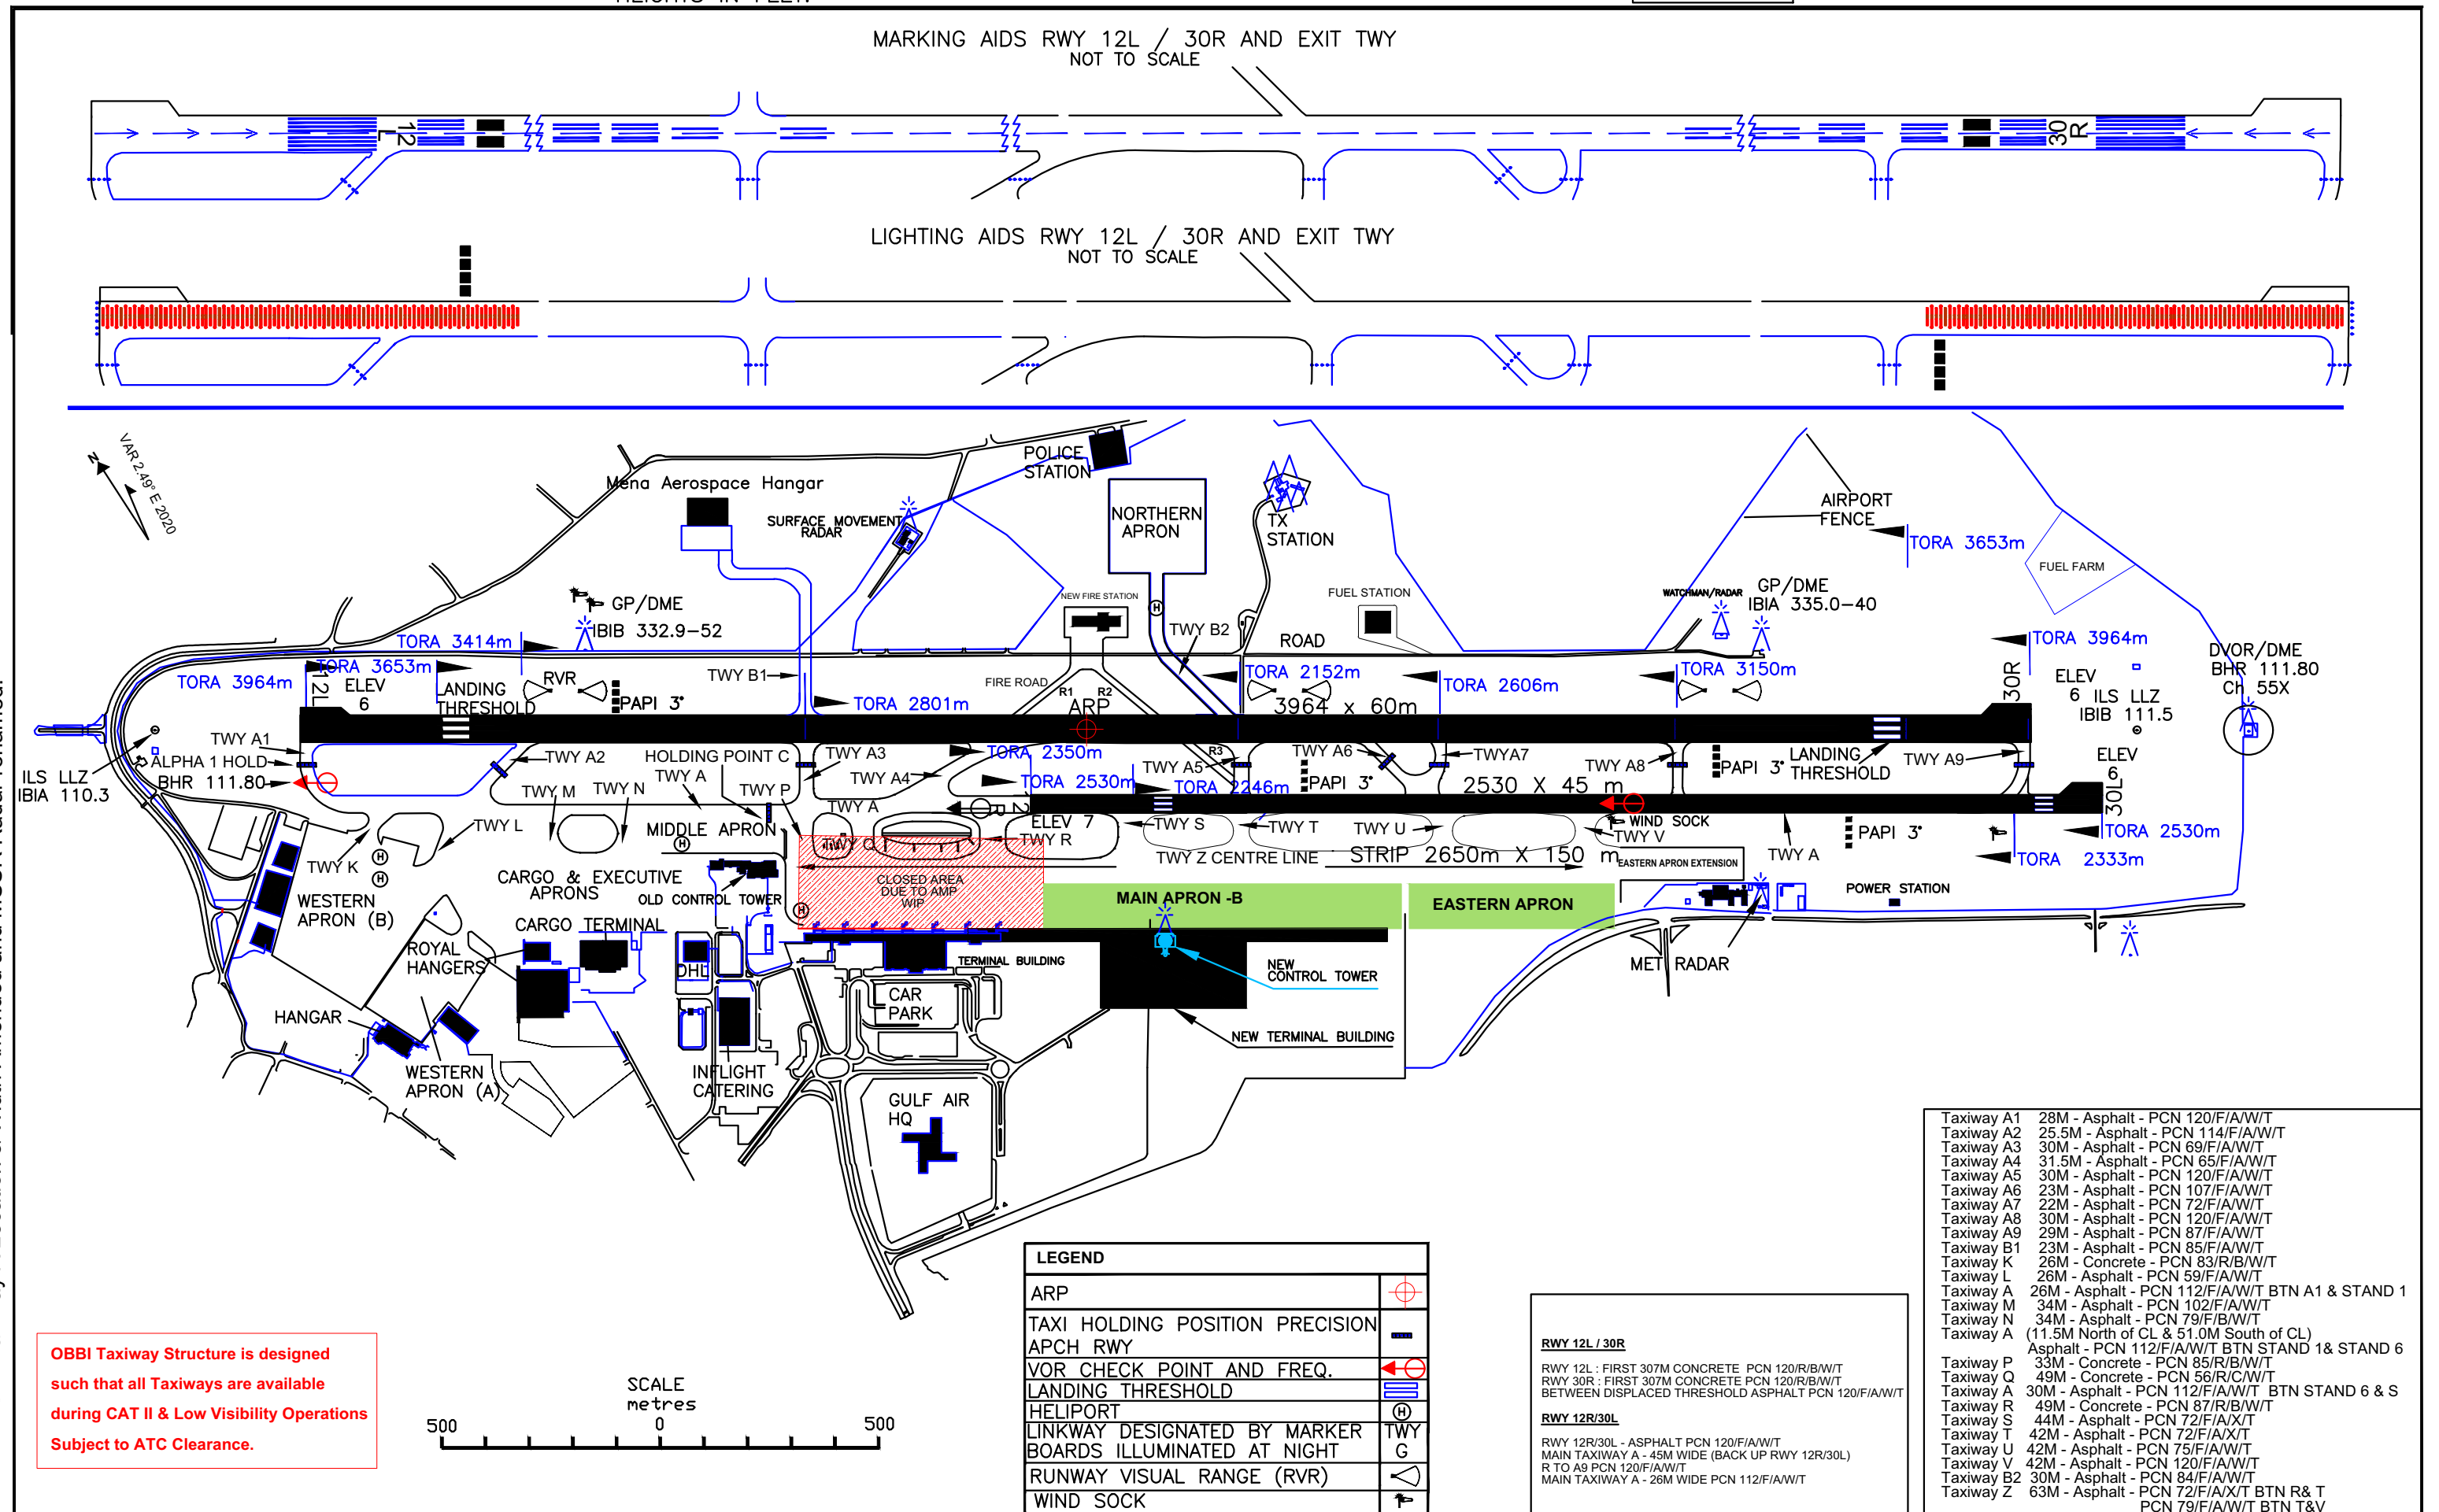 MARKING AIDS RWY 12L / 30R AND EXIT TWY
NOT TO SCALE
12
L
30
R
LIGHTING AIDS RWY 12L / 30R AND EXIT TWY
NOT TO SCALE
N
VAR 2.49° E 2020
POLICE
STATION
Mena Aerospace Hangar
SURFACE MOVEMENT
RADAR
NORTHERN
APRON
TX
STATION
AIRPORT
FENCE
TORA 3653m
FUEL FARM
GP/DME
IBIB 332.9-52
NEW FIRE STATION
FUEL STATION
WATCHMAN/RADAR
GP/DME
IBIA 335.0-40
TORA 3414m
TWY B2
ROAD
TORA 3964m
DVOR/DME
BHR 111.80
Ch 55X
TORA 3653m
TORA 3964m
12L
ELEV
6
LANDING
THRESHOLD
RVR
PAPI 3°
TWY B1
TORA 2801m
FIRE ROAD
R1
R2
ARP
TORA 2152m
3964 x 60m
TORA 2606m
TORA 3150m
30R
ELEV
6
ILS LLZ
IBIB 111.5
TWY A1
ALPHA 1 HOLD
BHR 111.80
ILS LLZ
IBIA 110.3
TWY A2
HOLDING POINT C
TWY A
TWY A3
TORA 2350m
TWY A4
TORA 2530m
R3
TWY A5
TWY A6
TWYA7
TWY A8
PAPI 3°
LANDING
THRESHOLD
TWY A9
ELEV
6
TWY M
TWY N
TWY P
TWY A
TORA 2246m
PAPI 3°
2530 X 45 m
30L
TWY L
MIDDLE APRON
TWY Q
ELEV 7
TWY R
TWY S
TWY T
TWY U
WIND SOCK
TWY V
TWY A
PAPI 3°
TORA 2530m
TORA 2333m
TWY K
TWY Z CENTRE LINE
STRIP 2650m X 150 m
EASTERN APRON EXTENSION
CARGO & EXECUTIVE
APRONS
OLD CONTROL TOWER
CLOSED AREA
DUE TO AMP
WIP
MAIN APRON -B
EASTERN APRON
POWER STATION
WESTERN
APRON (B)
CARGO TERMINAL
ROYAL
HANGERS
DHL
TERMINAL BUILDING
NEW
CONTROL TOWER
MET RADAR
HANGAR
CAR
PARK
NEW TERMINAL BUILDING
WESTERN
APRON (A)
INFLIGHT
CATERING
GULF AIR
HQ
Taxiway A1 28M - Asphalt - PCN 120/F/A/W/T
Taxiway A2 25.5M - Asphalt - PCN 114/F/A/W/T
Taxiway A3 30M - Asphalt - PCN 69/F/A/W/T
Taxiway A4 31.5M - Asphalt - PCN 65/F/A/W/T
Taxiway A5 30M - Asphalt - PCN 120/F/A/W/T
Taxiway A6 23M - Asphalt - PCN 107/F/A/W/T
Taxiway A7 22M - Asphalt - PCN 72/F/A/W/T
Taxiway A8 30M - Asphalt - PCN 120/F/A/W/T
Taxiway A9 29M - Asphalt - PCN 87/F/A/W/T
Taxiway B1 23M - Asphalt - PCN 85/F/A/W/T
Taxiway K 26M - Concrete - PCN 83/R/B/W/T
Taxiway L 26M - Asphalt - PCN 59/F/A/W/T
Taxiway A 26M - Asphalt - PCN 112/F/A/W/T BTN A1 & STAND 1
Taxiway M 34M - Asphalt - PCN 102/F/A/W/T
Taxiway N 34M - Asphalt - PCN 79/F/B/W/T
Taxiway A (11.5M North of CL & 51.0M South of CL)
Asphalt - PCN 112/F/A/W/T BTN STAND 1& STAND 6
Taxiway P 33M - Concrete - PCN 85/R/B/W/T
Taxiway Q 49M - Concrete - PCN 56/R/C/W/T
Taxiway A 30M - Asphalt - PCN 112/F/A/W/T BTN STAND 6 & S
Taxiway R 49M - Concrete - PCN 87/R/B/W/T
Taxiway S 44M - Asphalt - PCN 72/F/A/X/T
Taxiway T 42M - Asphalt - PCN 72/F/A/X/T
Taxiway U 42M - Asphalt - PCN 75/F/A/W/T
Taxiway V 42M - Asphalt - PCN 120/F/A/W/T
Taxiway B2 30M - Asphalt - PCN 84/F/A/W/T
Taxiway Z 63M - Asphalt - PCN 72/F/A/X/T BTN R& T
PCN 79/F/A/W/T BTN T&V
LEGEND
ARP
TAXI HOLDING POSITION PRECISION
APCH RWY
VOR CHECK POINT AND FREQ.
LANDING THRESHOLD
HELIPORT
H
LINKWAY DESIGNATED BY MARKER
BOARDS ILLUMINATED AT NIGHT
TWY
G
RUNWAY VISUAL RANGE (RVR)
WIND SOCK
RWY 12L / 30R
RWY 12L : FIRST 307M CONCRETE PCN 120/R/B/W/T
RWY 30R : FIRST 307M CONCRETE PCN 120/R/B/W/T
BETWEEN DISPLACED THRESHOLD ASPHALT PCN 120/F/A/W/T
RWY 12R/30L
RWY 12R/30L - ASPHALT PCN 120/F/A/W/T
MAIN TAXIWAY A - 45M WIDE (BACK UP RWY 12R/30L)
R TO A9 PCN 120/F/A/W/T
MAIN TAXIWAY A - 26M WIDE PCN 112/F/A/W/T
OBBI Taxiway Structure is designed
such that all Taxiways are available
during CAT II & Low Visibility Operations
Subject to ATC Clearance.
SCALE
metres
500 0 500